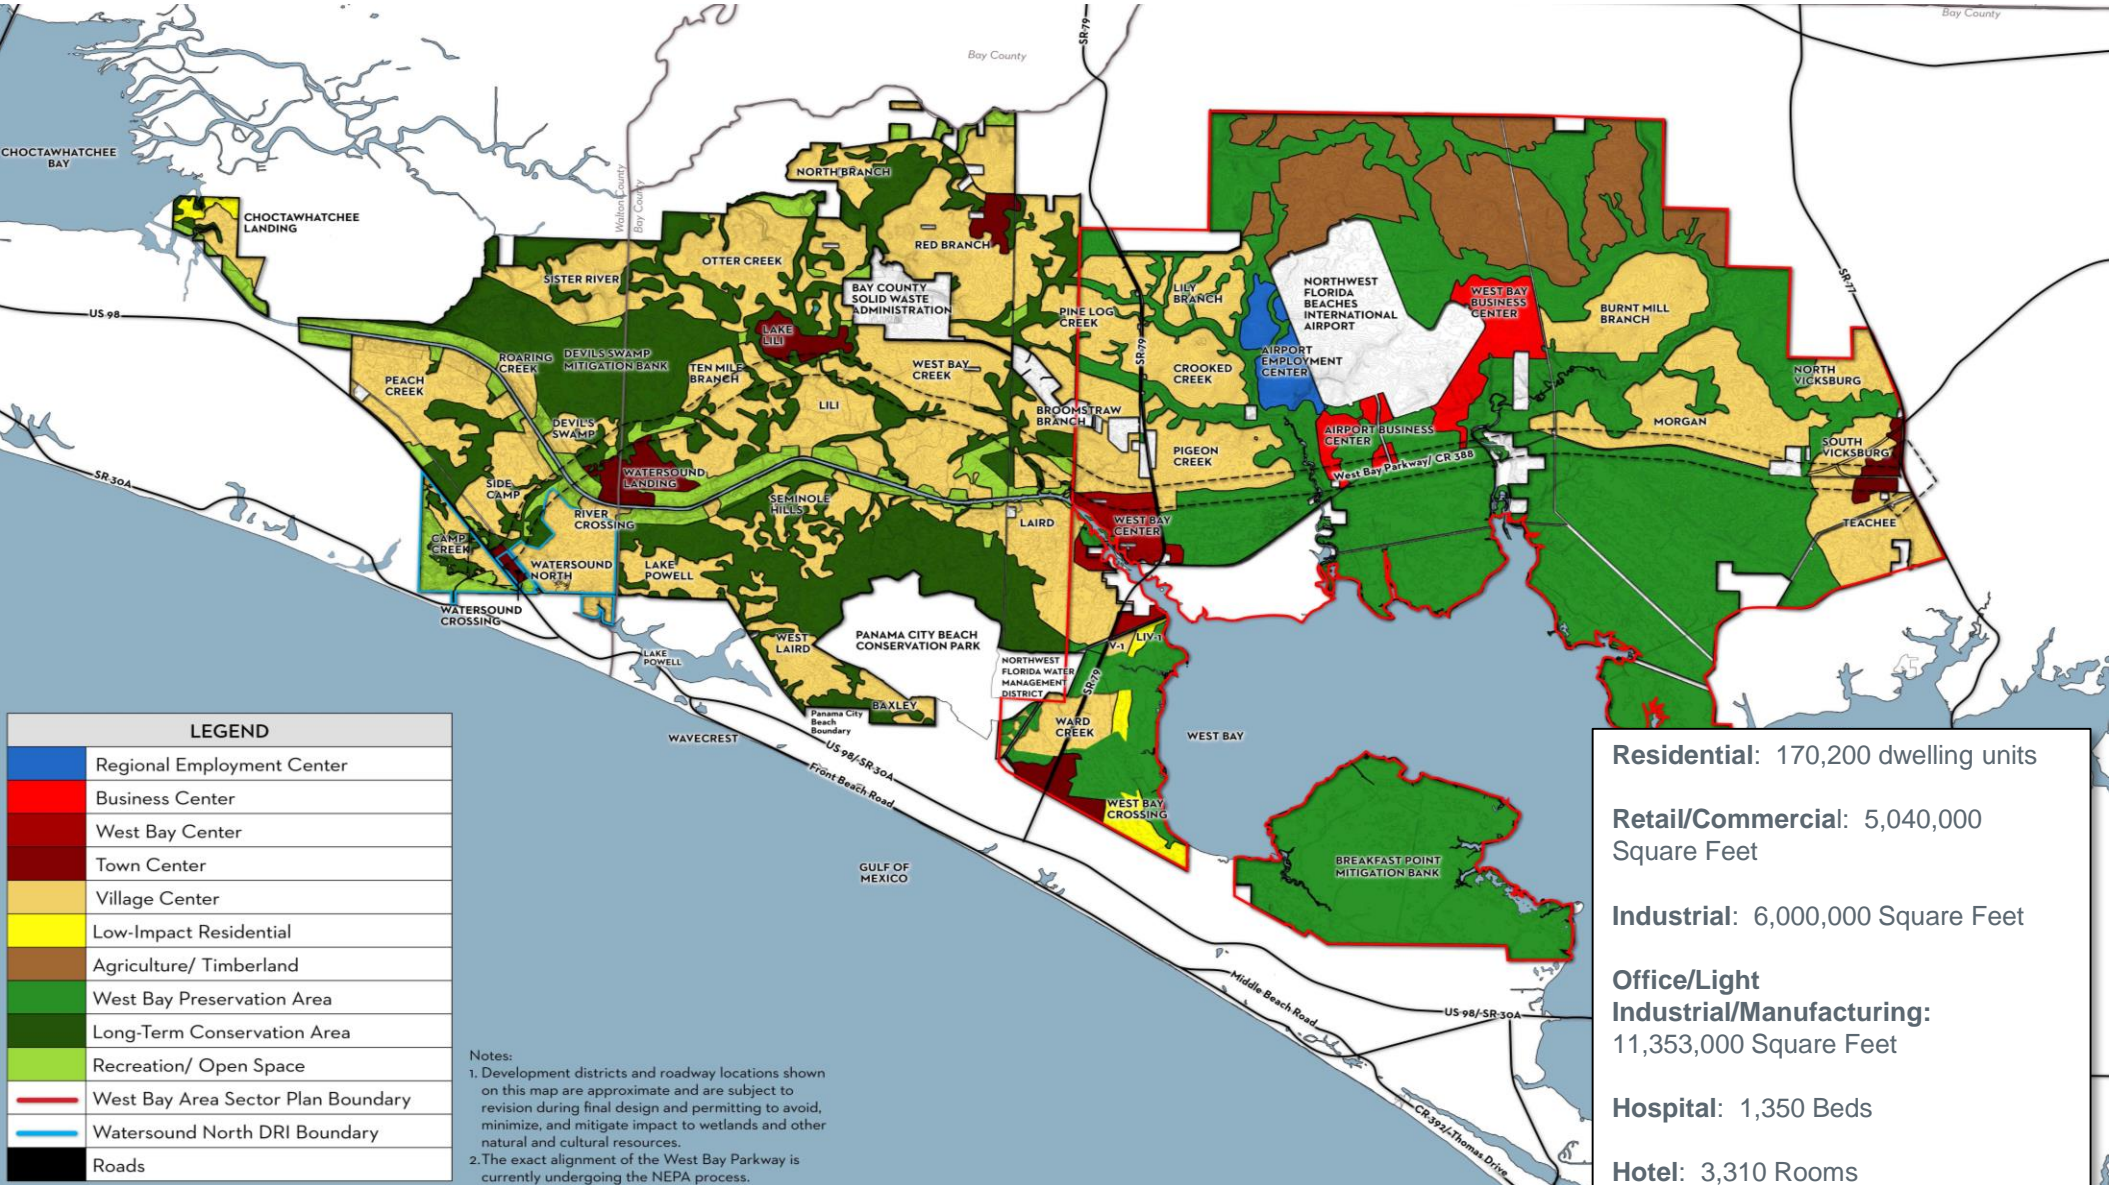 Bay County
Bay County
SR-79
CHOCTAWHATCHEE
BAY
CHOCTAWHATCHEE
LANDING
Walton County
Bay County
NORTH BRANCH
RED BRANCH
OTTER CREEK
SISTER RIVER
BAY COUNTY
SOLID WASTE
ADMINISTRATION
PINE LOG
CREEK
LILY
BRANCH
NORTHWEST
FLORIDA
BEACHES
INTERNATIONAL
AIRPORT
WEST BAY
BUSINESS
CENTER
BURNT MILL
BRANCH
SR-77
US 98
LAKE
LILI
SR-79
ROARING
CREEK
DEVILS SWAMP
MITIGATION BANK
TEN MILE
BRANCH
WEST BAY
CREEK
CROOKED
CREEK
AIRPORT
EMPLOYMENT
CENTER
NORTH
VICKSBURG
PEACH
CREEK
LILI
BROOMSTRAW
BRANCH
MORGAN
DEVILS
SWAMP
AIRPORT BUSINESS
CENTER
SOUTH
VICKSBURG
PIGEON
CREEK
West Bay Parkway/ CR 388
SR-30A
WATERSOUND
LANDING
SIDE
CAMP
SEMINOLE
HILLS
RIVER
CROSSING
LAIRD
WEST BAY
CENTER
TEACHEE
CAMP
CREEK
WATERSOUND
NORTH
LAKE
POWELL
WATERSOUND
CROSSING
WEST
LAIRD
PANAMA CITY BEACH
CONSERVATION PARK
V-1
LIV-1
LAKE
POWELL
NORTHWEST
FLORIDA WATER
MANAGEMENT
DISTRICT
SR-79
BAXLEY
Panama City
Beach
Boundary
WARD
CREEK
WAVECREST
US 98/-SR-30A
WEST BAY
Front Beach Road
WEST BAY
CROSSING
GULF OF
MEXICO
BREAKFAST POINT
MITIGATION BANK
Middle Beach Road
US 98/-SR-30A
CR-392/-Thomas Drive
LEGEND
Regional Employment Center
Business Center
West Bay Center
Town Center
Village Center
Low-Impact Residential
Agriculture/ Timberland
West Bay Preservation Area
Long-Term Conservation Area
Recreation/ Open Space
West Bay Area Sector Plan Boundary
Watersound North DRI Boundary
Roads
Notes:
1. Development districts and roadway locations shown
on this map are approximate and are subject to
revision during final design and permitting to avoid,
minimize, and mitigate impact to wetlands and other
natural and cultural resources.
2.The exact alignment of the West Bay Parkway is
currently undergoing the NEPA process.
Residential: 170,200 dwelling units
Retail/Commercial: 5,040,000
Square Feet
Industrial: 6,000,000 Square Feet
Office/Light
Industrial/Manufacturing:
11,353,000 Square Feet
Hospital: 1,350 Beds
Hotel: 3,310 Rooms